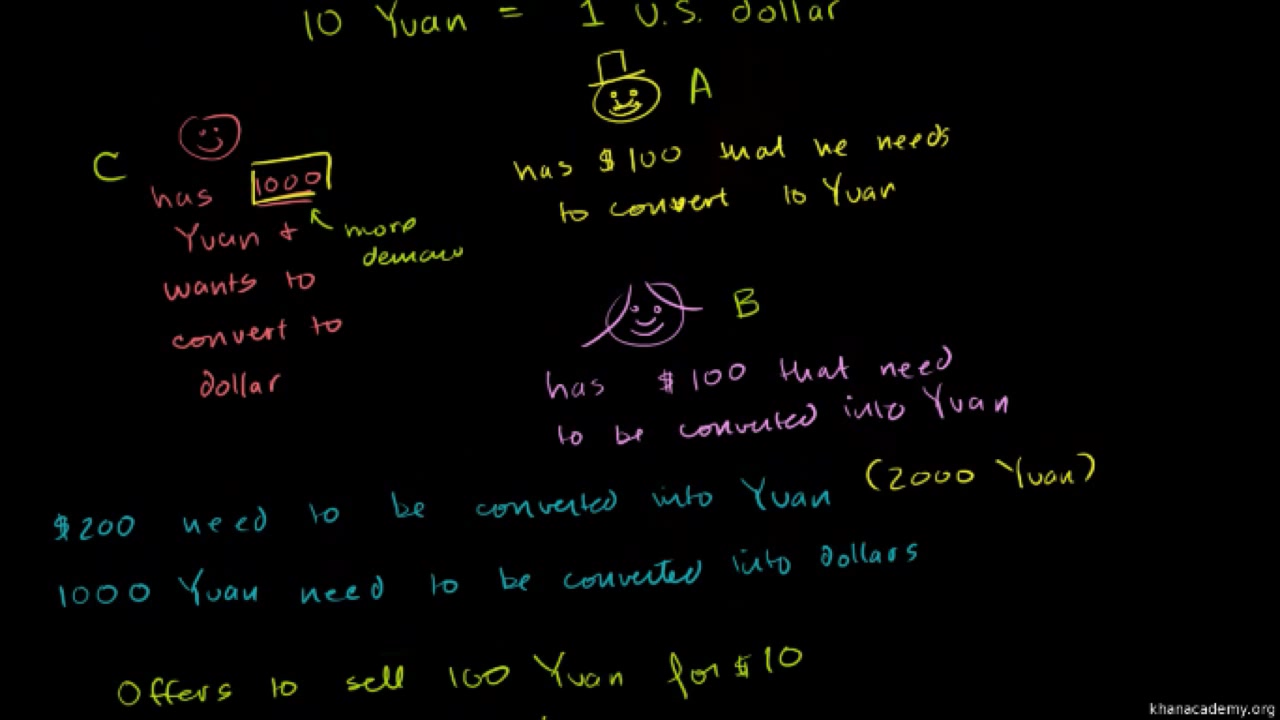 10 Yuan = 1 U.S. dollar
A
has $100 that he needs
to convert to Yuan
C
has 1000
Yuan +
wants to
convert to
dollar
more
deman
B
has $100 that need
to be converted into Yuan
$200 need to be converted into Yuan (2000 Yuan)
1000 Yuan need to be converted into dollars
Offers to sell 100 Yuan for $10
khanacademy.org